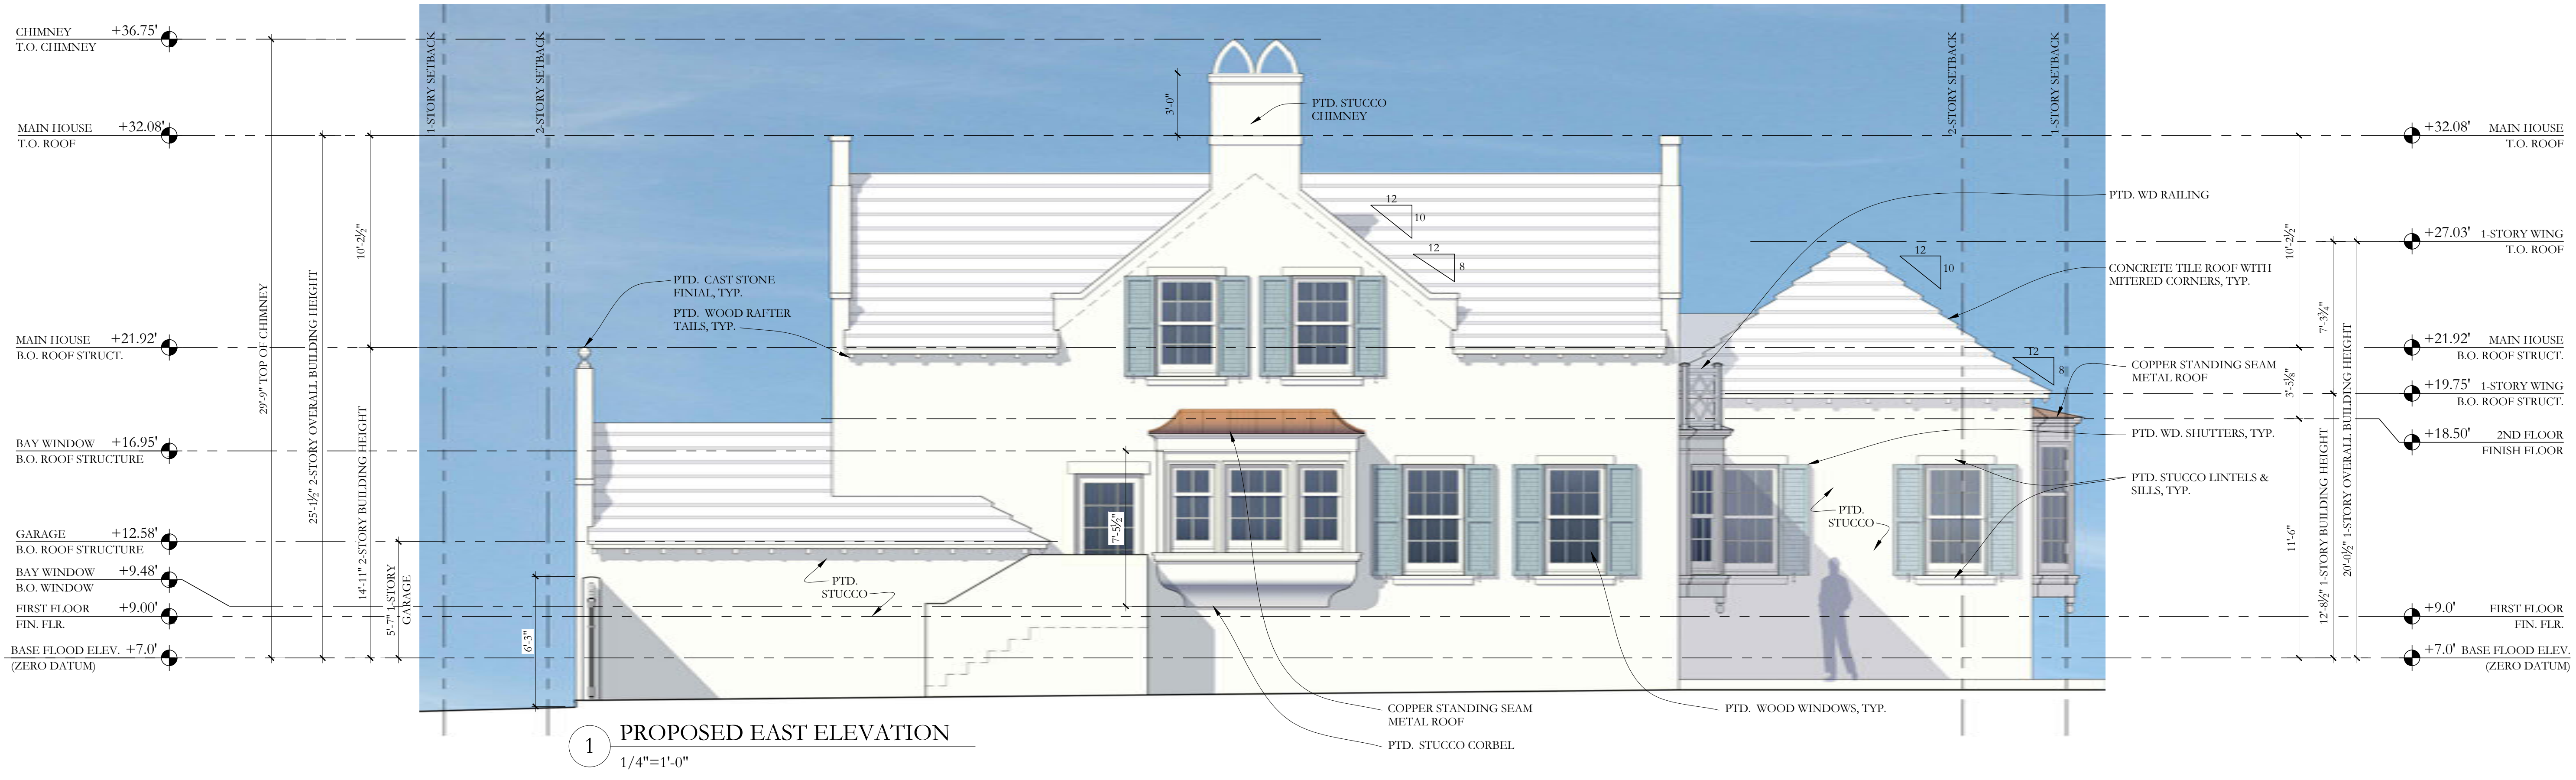 CHIMNEY +36.75'
T.O. CHIMNEY
MAIN HOUSE +32.08'
T.O. ROOF
MAIN HOUSE +21.92'
B.O. ROOF STRUCT.
BAY WINDOW +16.95'
B.O. ROOF STRUCTURE
GARAGE +12.58'
B.O. ROOF STRUCTURE
BAY WINDOW +9.48'
B.O. WINDOW
FIRST FLOOR +9.00'
FIN. FLR.
BASE FLOOD ELEV. +7.0'
(ZERO DATUM)
29'-9" TOP OF CHIMNEY
25'-1½" 2-STORY OVERALL BUILDING HEIGHT
10'-2½"
14'-11" 2-STORY BUILDING HEIGHT
5'-7" 1-STORY
GARAGE
1-STORY SETBACK
2-STORY SETBACK
6'-3"
PTD. CAST STONE
FINIAL, TYP.
PTD. WOOD RAFTER
TAILS, TYP.
PTD.
STUCCO
3'-0"
PTD. STUCCO
CHIMNEY
12
10
12
8
7'-5½"
COPPER STANDING SEAM
METAL ROOF
PTD. STUCCO CORBEL
PTD. WOOD WINDOWS, TYP.
PTD.
STUCCO
12
10
12
8
2-STORY SETBACK
1-STORY SETBACK
PTD. WD RAILING
CONCRETE TILE ROOF WITH
MITERED CORNERS, TYP.
COPPER STANDING SEAM
METAL ROOF
PTD. WD. SHUTTERS, TYP.
PTD. STUCCO LINTELS &
SILLS, TYP.
10'-2½"
3'-5⅛"
11'-6"
7'-3¼"
12'-8½" 1-STORY BUILDING HEIGHT
20'-0½" 1-STORY OVERALL BUILDING HEIGHT
+32.08' MAIN HOUSE
T.O. ROOF
+27.03' 1-STORY WING
T.O. ROOF
+21.92' MAIN HOUSE
B.O. ROOF STRUCT.
+19.75' 1-STORY WING
B.O. ROOF STRUCT.
+18.50' 2ND FLOOR
FINISH FLOOR
+9.0' FIRST FLOOR
FIN. FLR.
+7.0' BASE FLOOD ELEV.
(ZERO DATUM)
1 PROPOSED EAST ELEVATION
1/4"=1'-0"